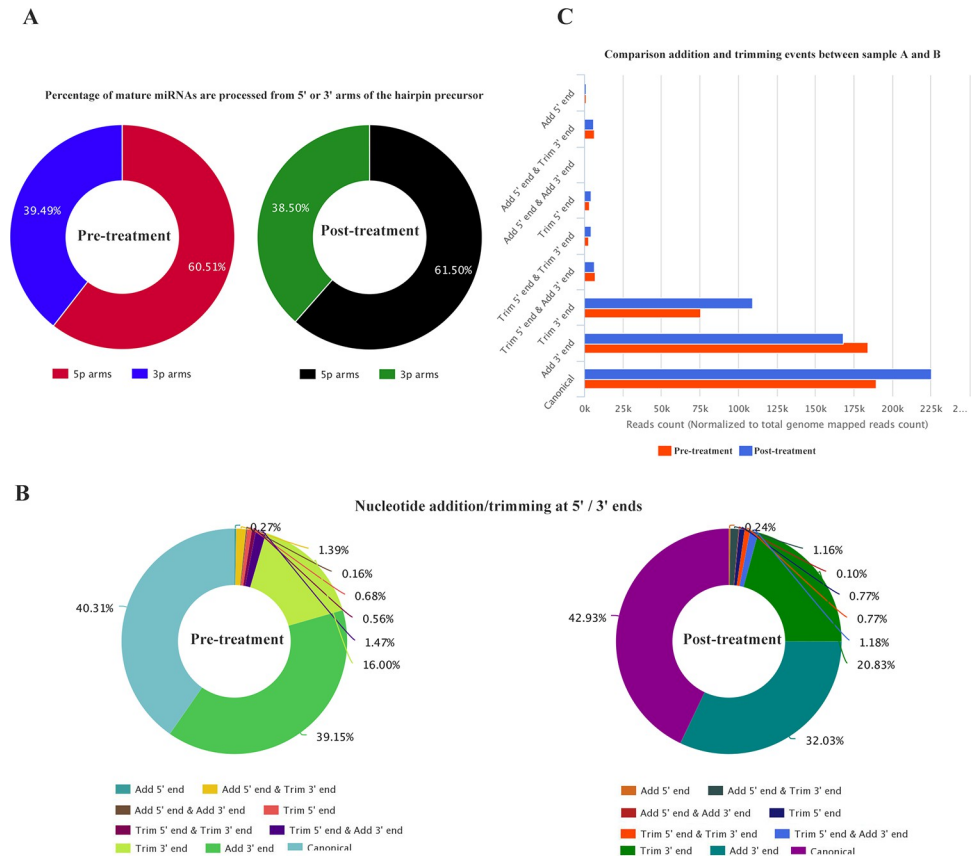 A
Percentage of mature miRNAs are processed from 5' or 3' arms of the hairpin precursor
39.49%
Pre-treatment
60.51%
38.50%
Post-treatment
61.50%
5p arms
3p arms
5p arms
3p arms
C
Comparison addition and trimming events between sample A and B
Add 5' end
Add 5' end & Trim 3' end
Add 5' end & Add 3' end
Trim 5' end
Trim 5' end & Trim 3' end
Trim 5' end & Add 3' end
Trim 3' end
Add 3' end
Canonical
0k 25k 50k 75k 100k 125k 150k 175k 200k 225k 2...
Reads count (Normalized to total genome mapped reads count)
Pre-treatment Post-treatment
B
Nucleotide addition/trimming at 5' / 3' ends
0.27%
1.39%
0.16%
0.68%
0.56%
1.47%
16.00%
40.31%
Pre-treatment
39.15%
Add 5' end Add 5' end & Trim 3' end
Add 5' end & Add 3' end Trim 5' end
Trim 5' end & Trim 3' end Trim 5' end & Add 3' end
Trim 3' end Add 3' end Canonical
0.24%
1.16%
0.10%
0.77%
0.77%
1.18%
20.83%
42.93%
Post-treatment
32.03%
Add 5' end Add 5' end & Trim 3' end
Add 5' end & Add 3' end Trim 5' end
Trim 5' end & Trim 3' end Trim 5' end & Add 3' end
Trim 3' end Add 3' end Canonical